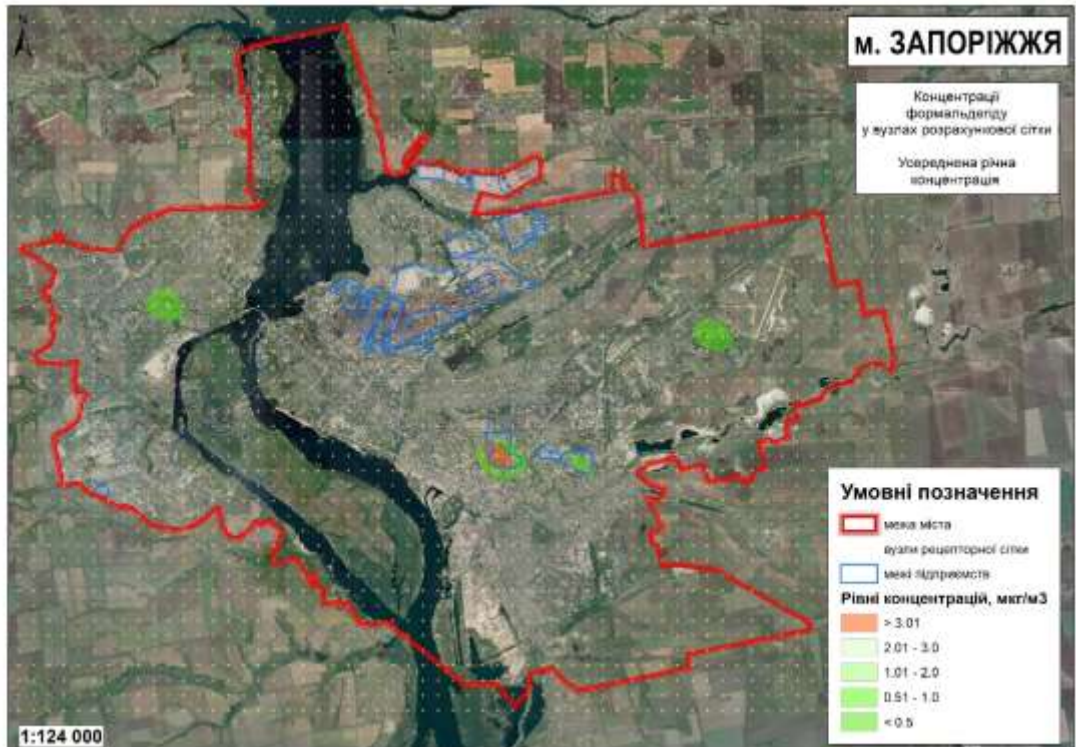 м. ЗАПОРІЖЖЯ
Концентрації
формальдегіду
у вузлах розрахункової сітки
Усереднена річна
концентрація
Умовні позначення
межа міста
вузли рецепторної сітки
межі підприємств
Рівні концентрацій, мкг/м3
> 3.01
2.01 - 3.0
1.01 - 2.0
0.51 - 1.0
< 0.5
1:124 000